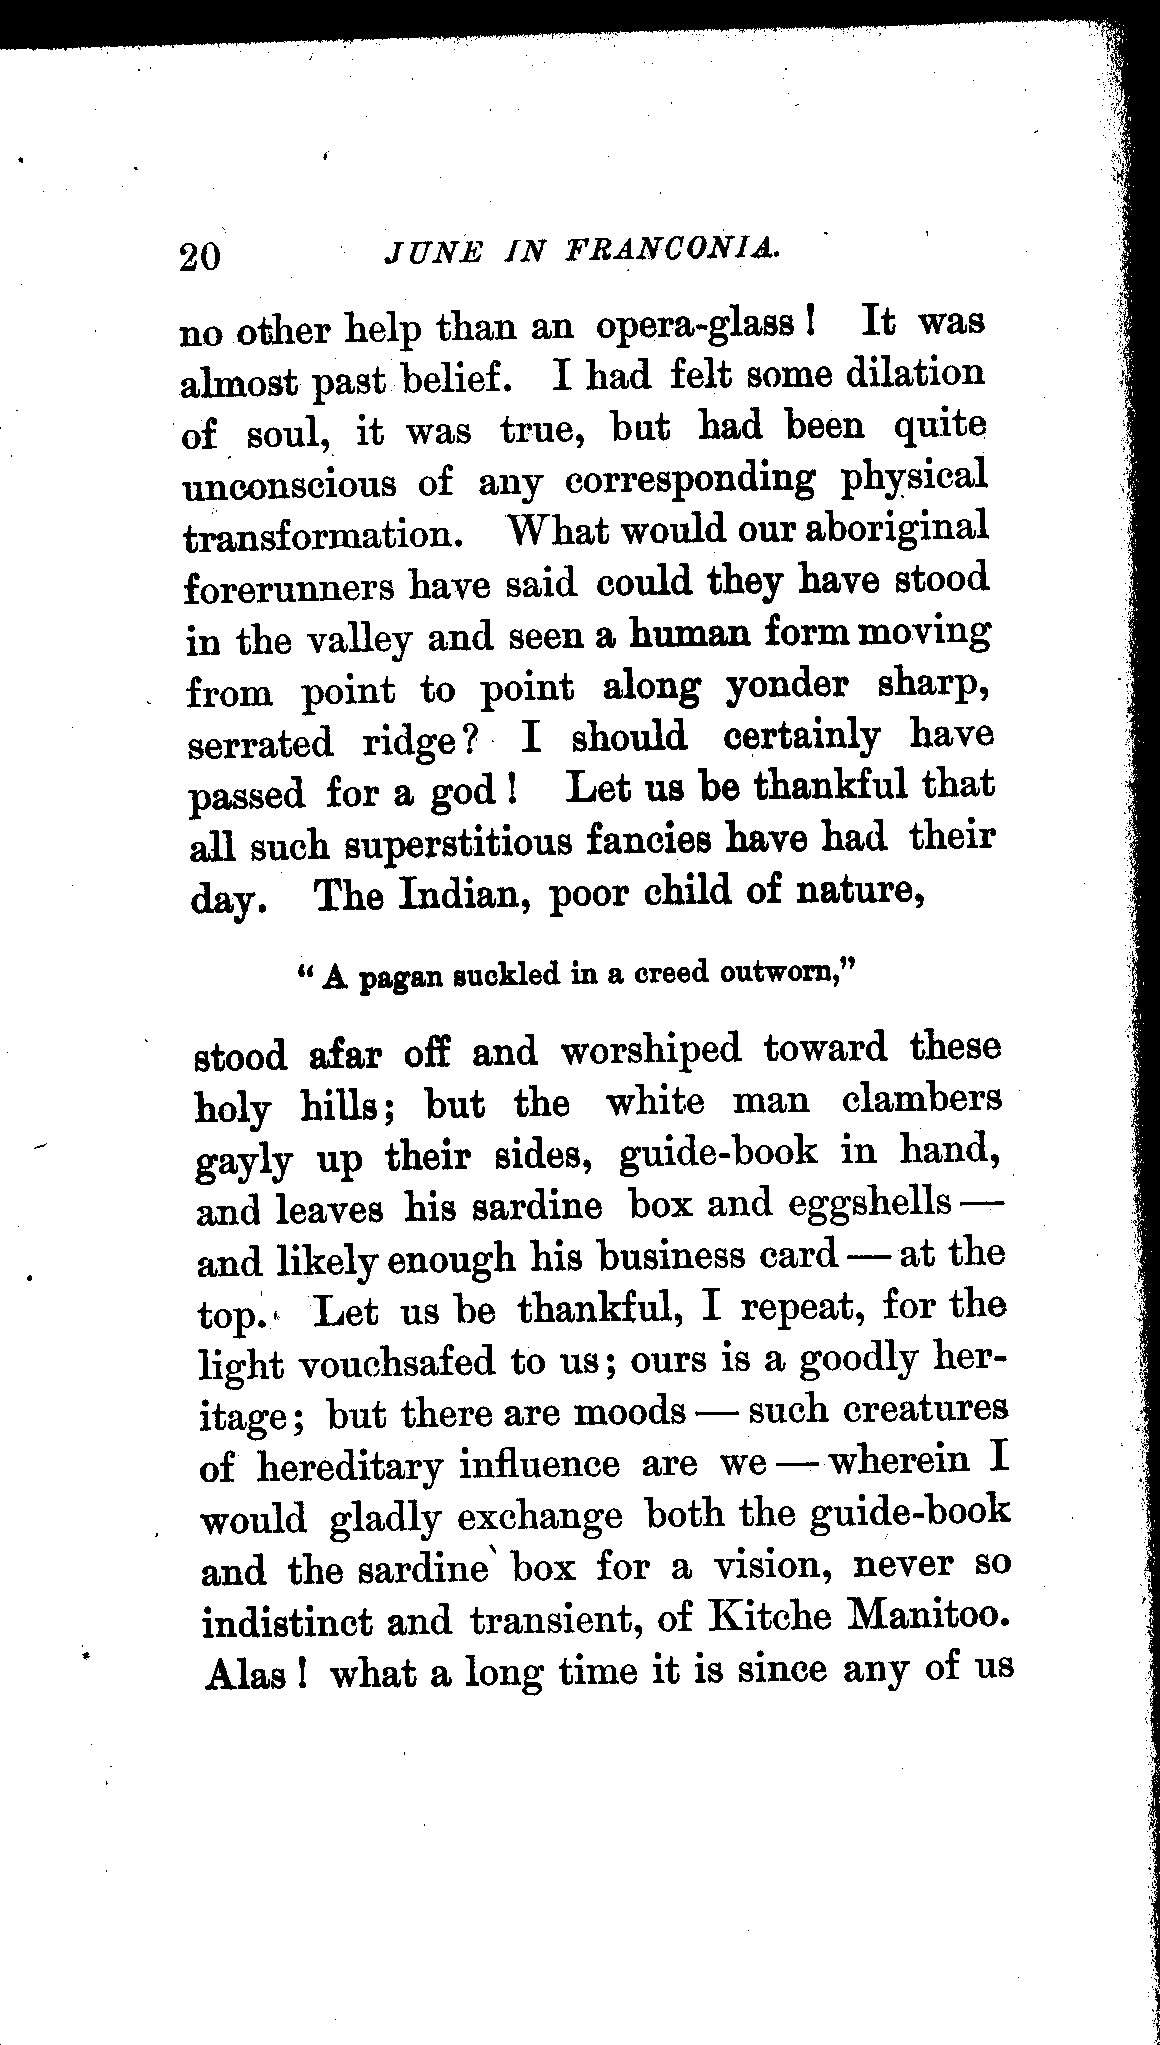 20 JUNE IN FRANCONIA.
no other help than an opera-glass! It was
almost past belief. I had felt some dilation
of soul, it was true, but had been quite
unconscious of any corresponding physical
transformation. What would our aboriginal
forerunners have said could they have stood
in the valley and seen a human form moving
from point to point along yonder sharp,
serrated ridge? I should certainly have
passed for a god! Let us be thankful that
all such superstitious fancies have had their
day. The Indian, poor child of nature,
"A pagan suckled in a creed outworn,"
stood afar off and worshiped toward these
holy hills; but the white man clambers
gayly up their sides, guide-book in hand,
and leaves his sardine box and eggshells —
and likely enough his business card — at the
top. Let us be thankful, I repeat, for the
light vouchsafed to us; ours is a goodly her-
itage; but there are moods — such creatures
of hereditary influence are we — wherein I
would gladly exchange both the guide-book
and the sardine box for a vision, never so
indistinct and transient, of Kitche Manitoo.
Alas! what a long time it is since any of us